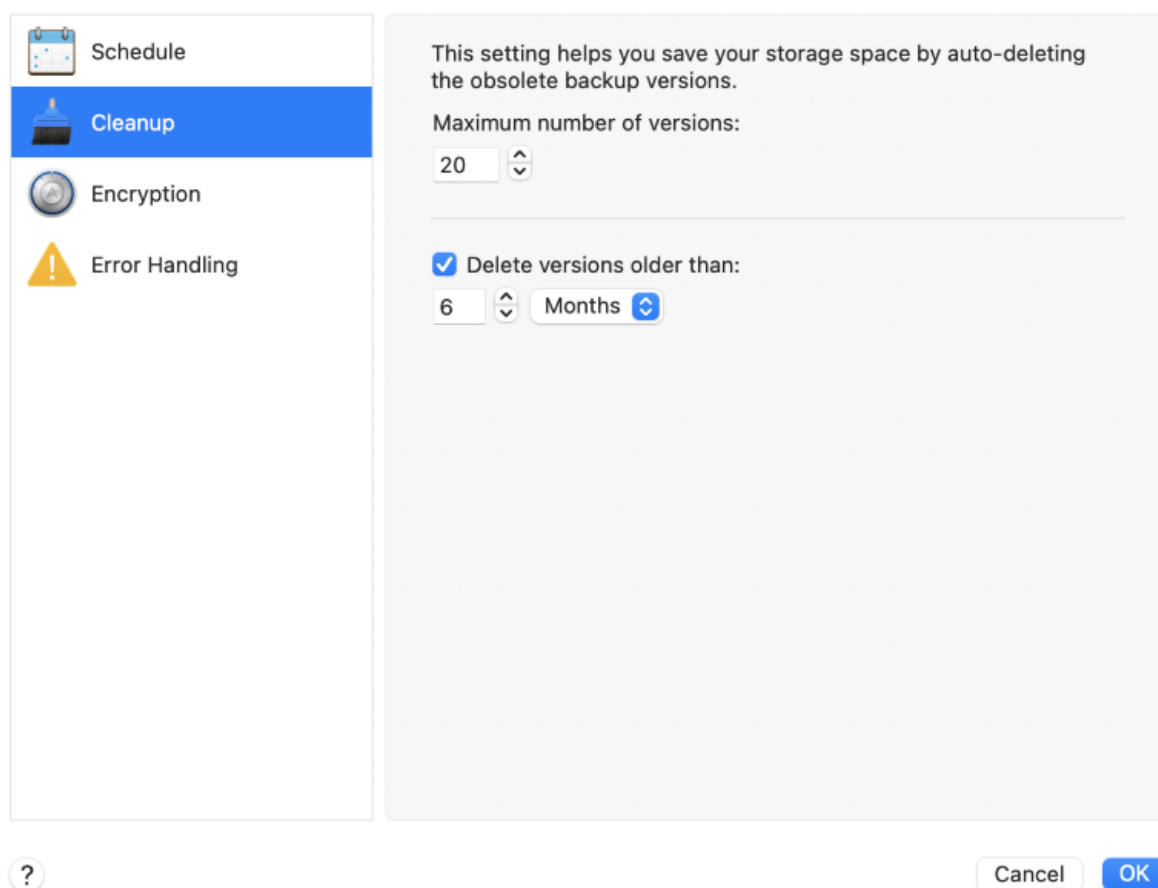 Schedule
Cleanup
Encryption
Error Handling
This setting helps you save your storage space by auto-deleting
the obsolete backup versions.
Maximum number of versions:
20
Delete versions older than:
6 Months
?
Cancel
OK